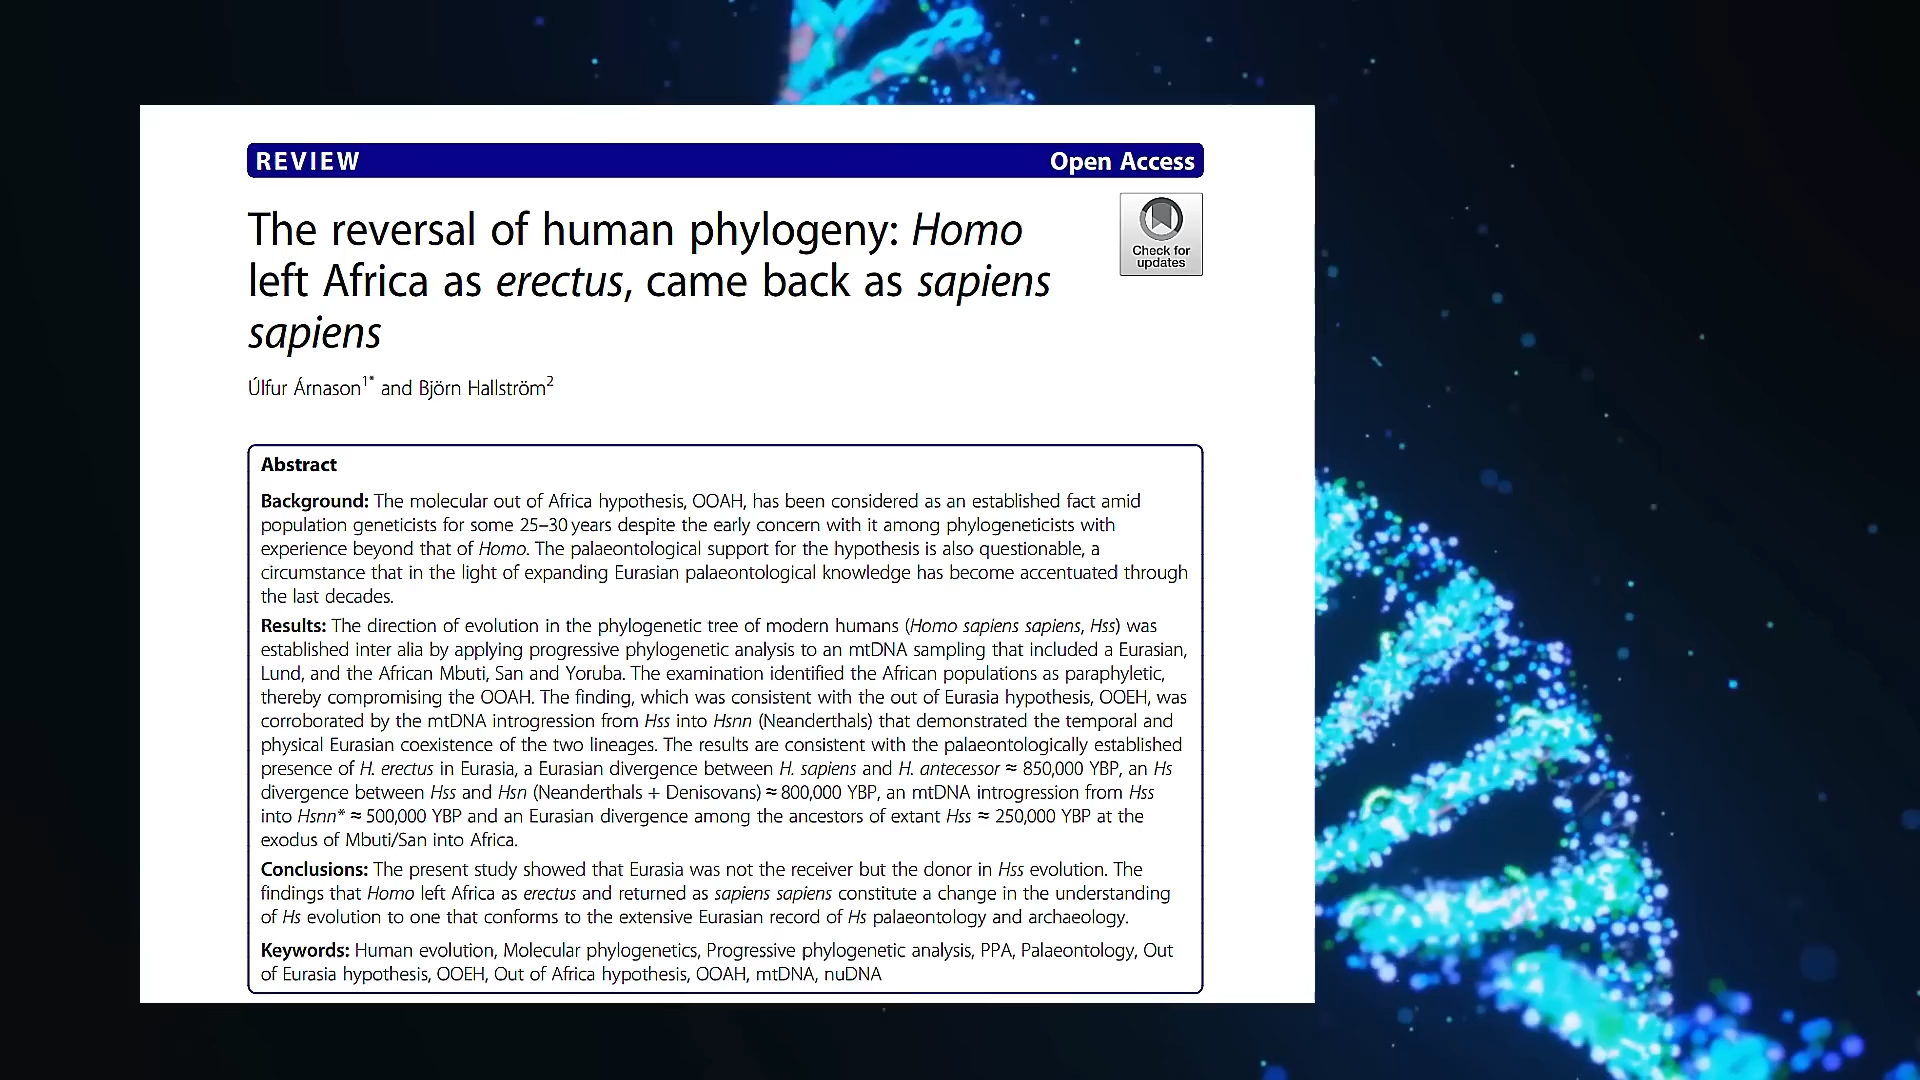 REVIEW Open Access
The reversal of human phylogeny: Homo
left Africa as erectus, came back as sapiens
sapiens
Check for
updates
Úlfur Árnason1* and Björn Hallström2
Abstract
Background: The molecular out of Africa hypothesis, OOAH, has been considered as an established fact amid
population geneticists for some 25–30 years despite the early concern with it among phylogeneticists with
experience beyond that of Homo. The palaeontological support for the hypothesis is also questionable, a
circumstance that in the light of expanding Eurasian palaeontological knowledge has become accentuated through
the last decades.
Results: The direction of evolution in the phylogenetic tree of modern humans (Homo sapiens sapiens, Hss) was
established inter alia by applying progressive phylogenetic analysis to an mtDNA sampling that included a Eurasian,
Lund, and the African Mbuti, San and Yoruba. The examination identified the African populations as paraphyletic,
thereby compromising the OOAH. The finding, which was consistent with the out of Eurasia hypothesis, OOEH, was
corroborated by the mtDNA introgression from Hss into Hsnn (Neanderthals) that demonstrated the temporal and
physical Eurasian coexistence of the two lineages. The results are consistent with the palaeontologically established
presence of H. erectus in Eurasia, a Eurasian divergence between H. sapiens and H. antecessor ≈ 850,000 YBP, an Hs
divergence between Hss and Hsn (Neanderthals + Denisovans) ≈ 800,000 YBP, an mtDNA introgression from Hss
into Hsnn* ≈ 500,000 YBP and an Eurasian divergence among the ancestors of extant Hss ≈ 250,000 YBP at the
exodus of Mbuti/San into Africa.
Conclusions: The present study showed that Eurasia was not the receiver but the donor in Hss evolution. The
findings that Homo left Africa as erectus and returned as sapiens sapiens constitute a change in the understanding
of Hs evolution to one that conforms to the extensive Eurasian record of Hs palaeontology and archaeology.
Keywords: Human evolution, Molecular phylogenetics, Progressive phylogenetic analysis, PPA, Palaeontology, Out
of Eurasia hypothesis, OOEH, Out of Africa hypothesis, OOAH, mtDNA, nuDNA